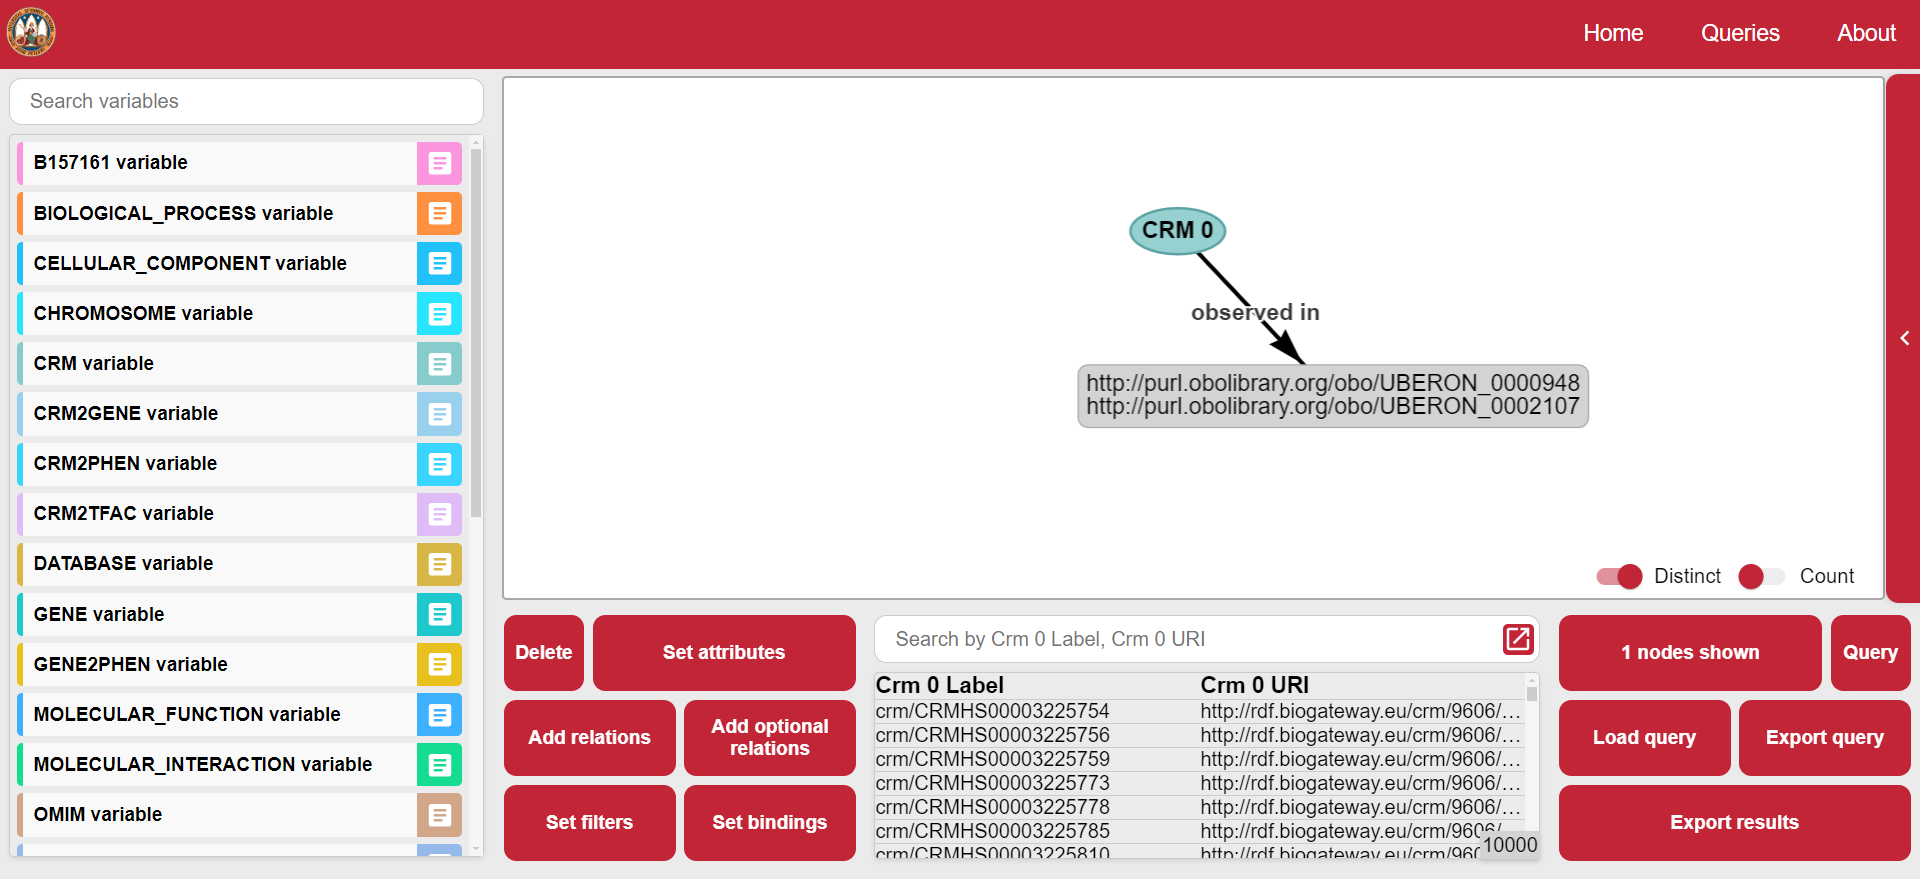 Home
Queries
About
Search variables
B157161 variable
BIOLOGICAL_PROCESS variable
CELLULAR_COMPONENT variable
CHROMOSOME variable
CRM variable
CRM2GENE variable
CRM2PHEN variable
CRM2TFAC variable
DATABASE variable
GENE variable
GENE2PHEN variable
MOLECULAR_FUNCTION variable
MOLECULAR_INTERACTION variable
OMIM variable
CRM 0
observed in
http://purl.obolibrary.org/obo/UBERON_0000948
http://purl.obolibrary.org/obo/UBERON_0002107
Distinct
Count
Delete
Set attributes
Add relations
Add optional
relations
Set filters
Set bindings
Search by Crm 0 Label, Crm 0 URI
Crm 0 Label Crm 0 URI
crm/CRMHS00003225754 http://rdf.biogateway.eu/crm/9606/...
crm/CRMHS00003225756 http://rdf.biogateway.eu/crm/9606/...
crm/CRMHS00003225759 http://rdf.biogateway.eu/crm/9606/...
crm/CRMHS00003225773 http://rdf.biogateway.eu/crm/9606/...
crm/CRMHS00003225778 http://rdf.biogateway.eu/crm/9606/...
crm/CRMHS00003225785 http://rdf.biogateway.eu/crm/9606/
crm/CRMHS00003225810 http://rdf.biogateway.eu/crm/960
10000
1 nodes shown
Query
Load query
Export query
Export results